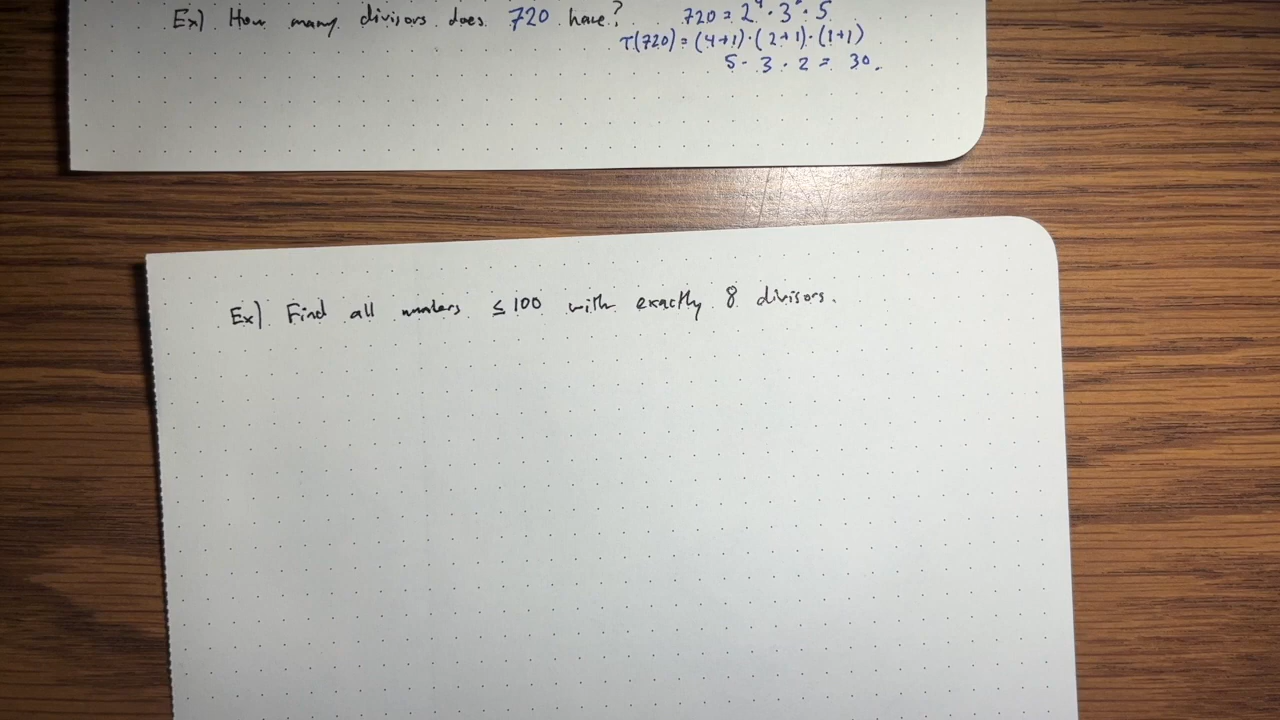 Ex) How many divisors does 720 have? 720 = 2⁴ · 3² · 5
τ(720) = (4+1) · (2+1) · (1+1)
5 · 3 · 2 = 30.
Ex) Find all numbers ≤ 100 with exactly 8 divisors.